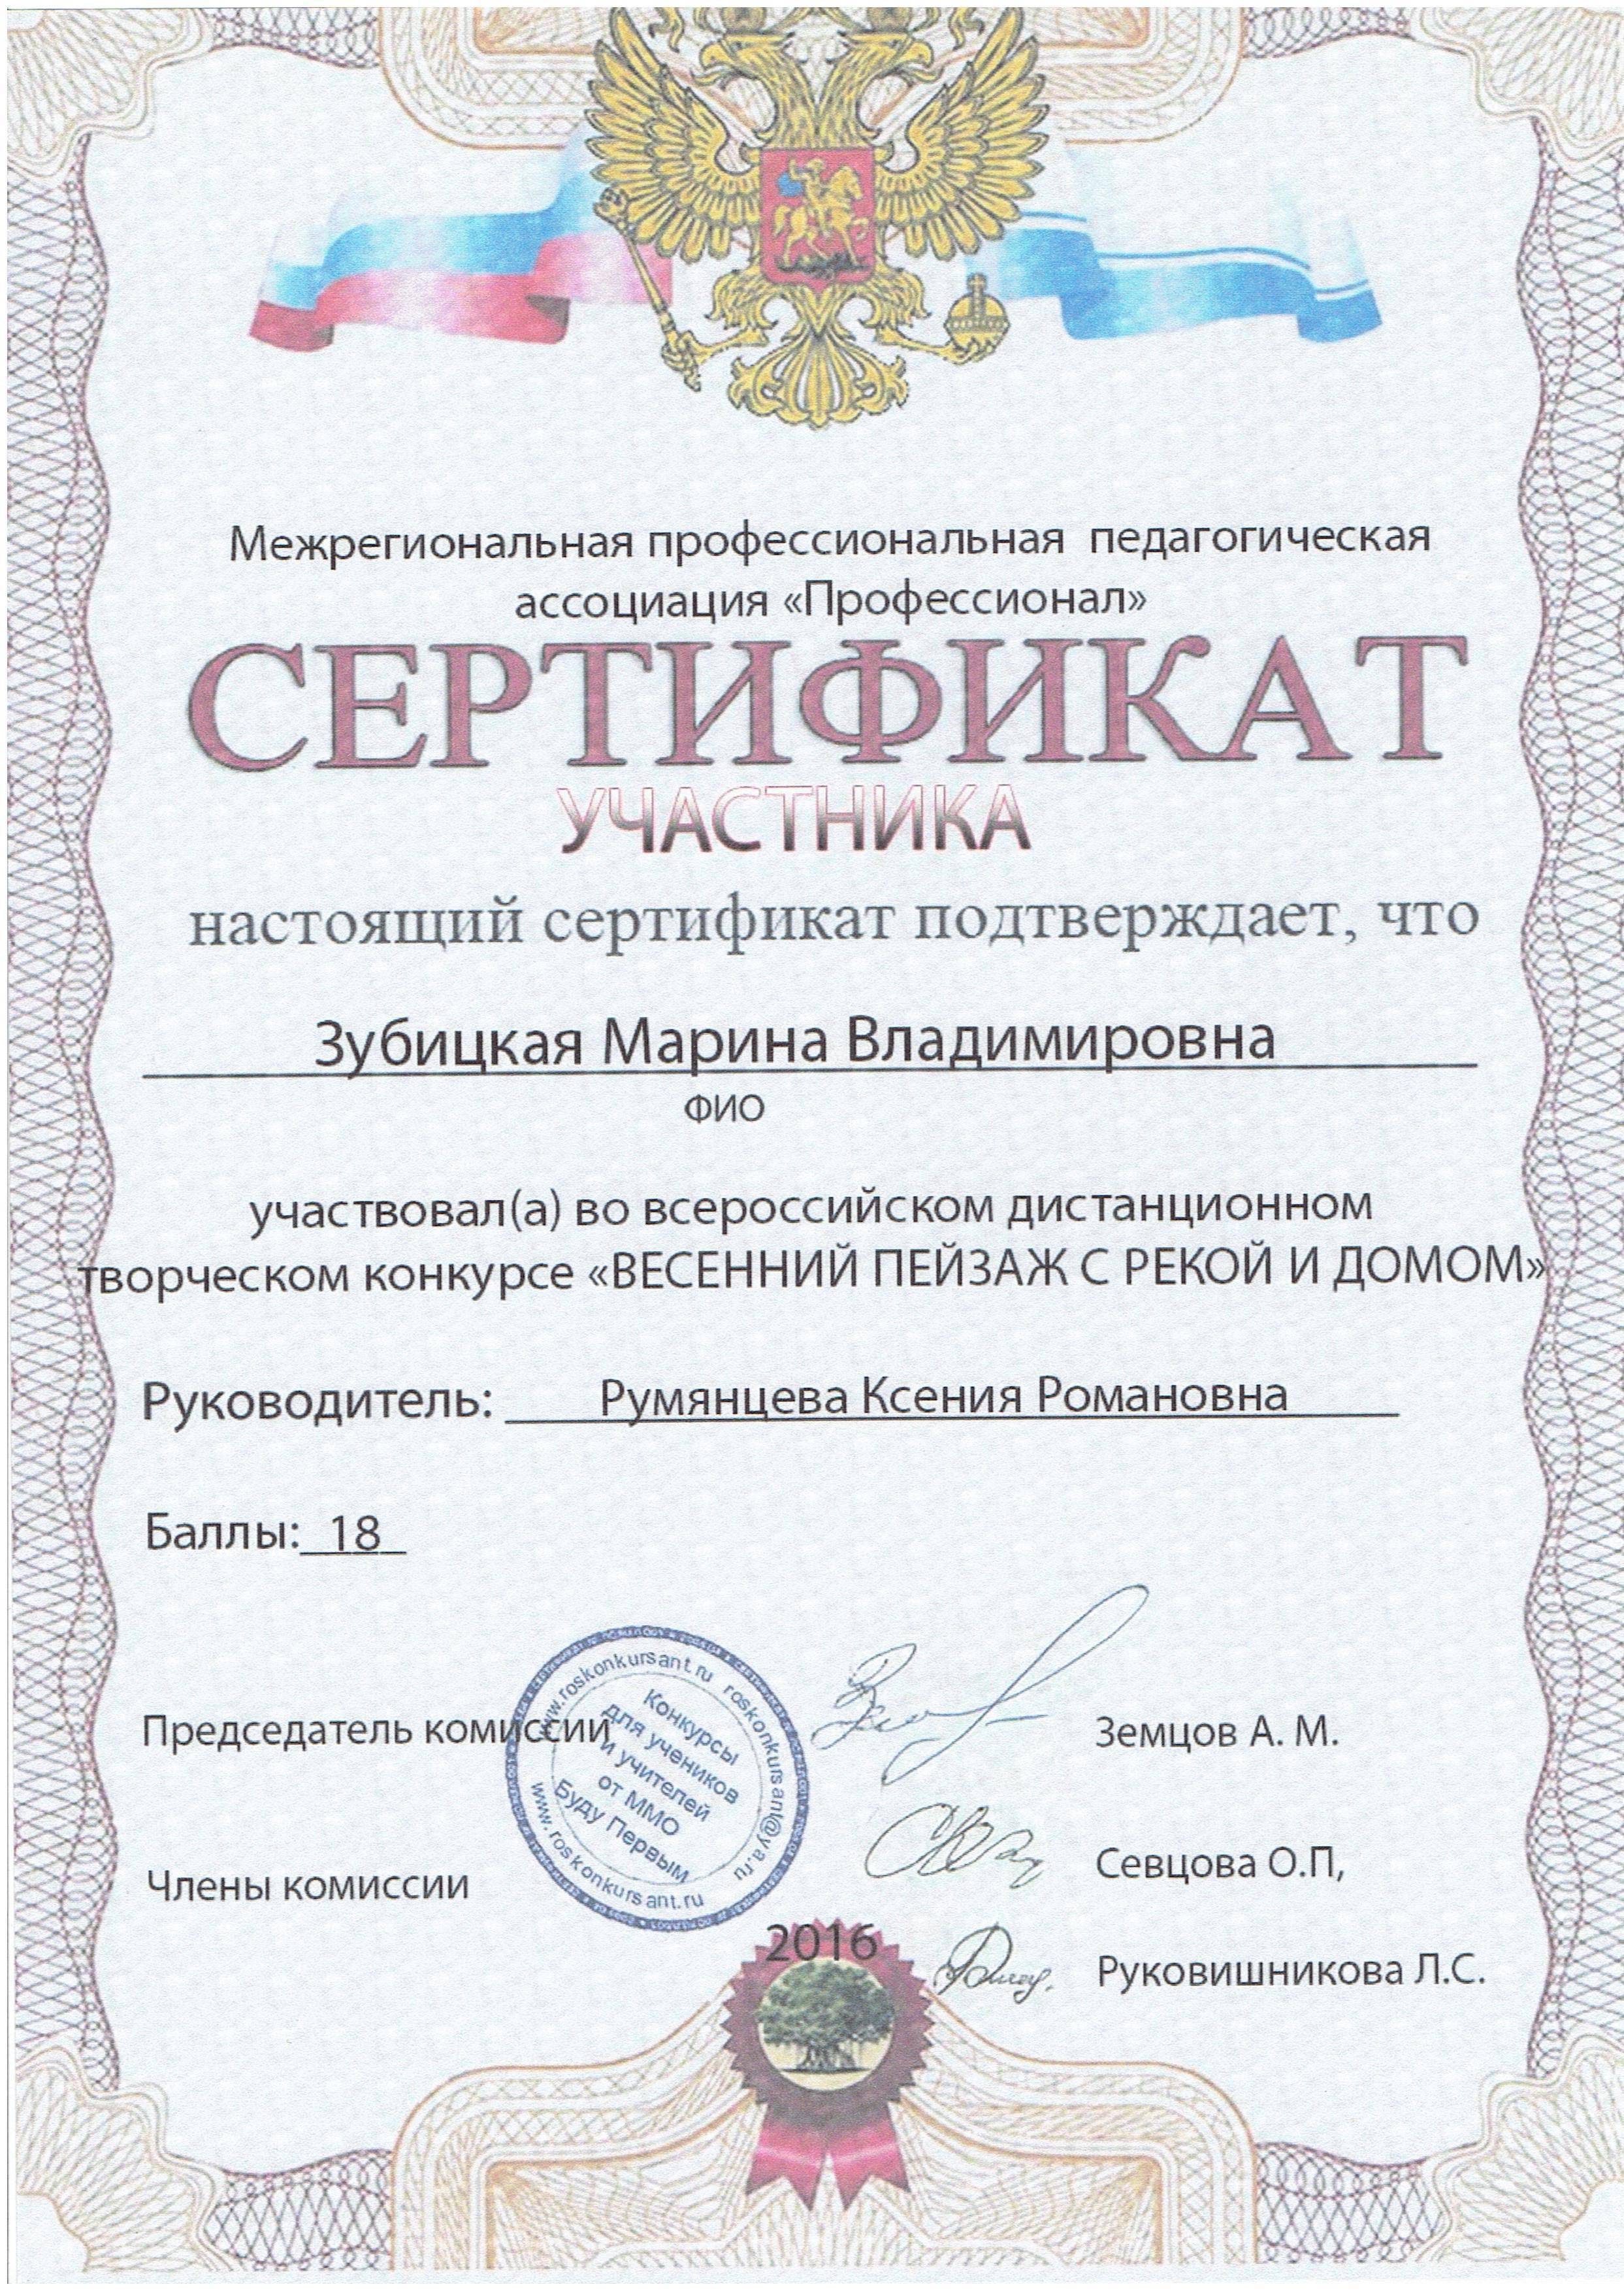 Межрегиональная профессиональная педагогическая
ассоциация «Профессионал»
СЕРТИФИКАТ
УЧАСТНИКА
настоящий сертификат подтверждает, что
Зубицкая Марина Владимировна
ФИО
участвовал(а) во всероссийском дистанционном
творческом конкурсе «ВЕСЕННИЙ ПЕЙЗАЖ С РЕКОЙ И ДОМОМ»
Руководитель: Румянцева Ксения Романовна
Баллы: 18
Председатель комиссии
Земцов А. М.
www.roskonkursant.ru roskonkursant@ya.ru
www.roskonkursant.ru
Конкурсы
для учеников
и учителей
от ММО
Буду Первым
Члены комиссии
Севцова О.П,
2016
Руковишникова Л.С.